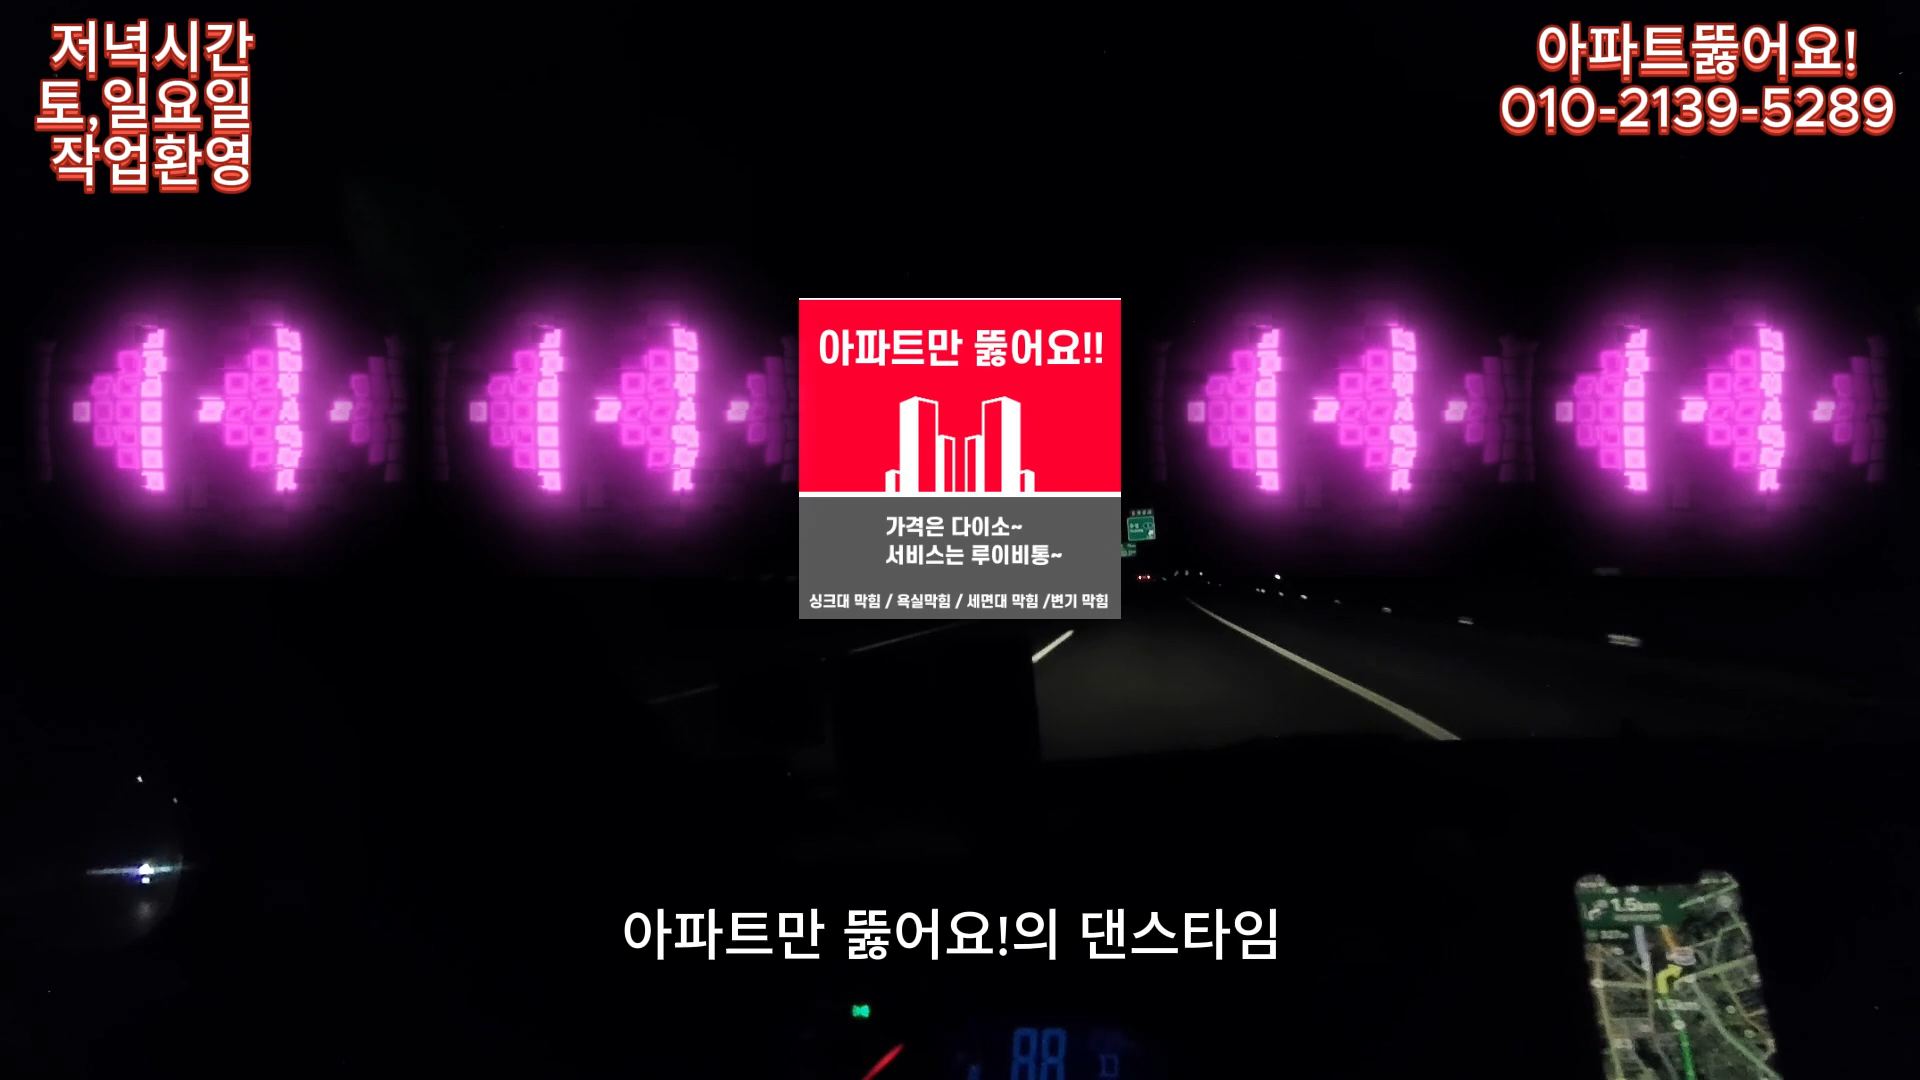 저녁시간
토,일요일
작업환영
아파트뚫어요!
010-2139-5289
아파트만 뚫어요!!
가격은 다이소~
서비스는 루이비통~
싱크대 막힘 / 욕실막힘 / 세면대 막힘 /변기 막힘
1.5km
아파트만 뚫어요!의 댄스타임
88 D